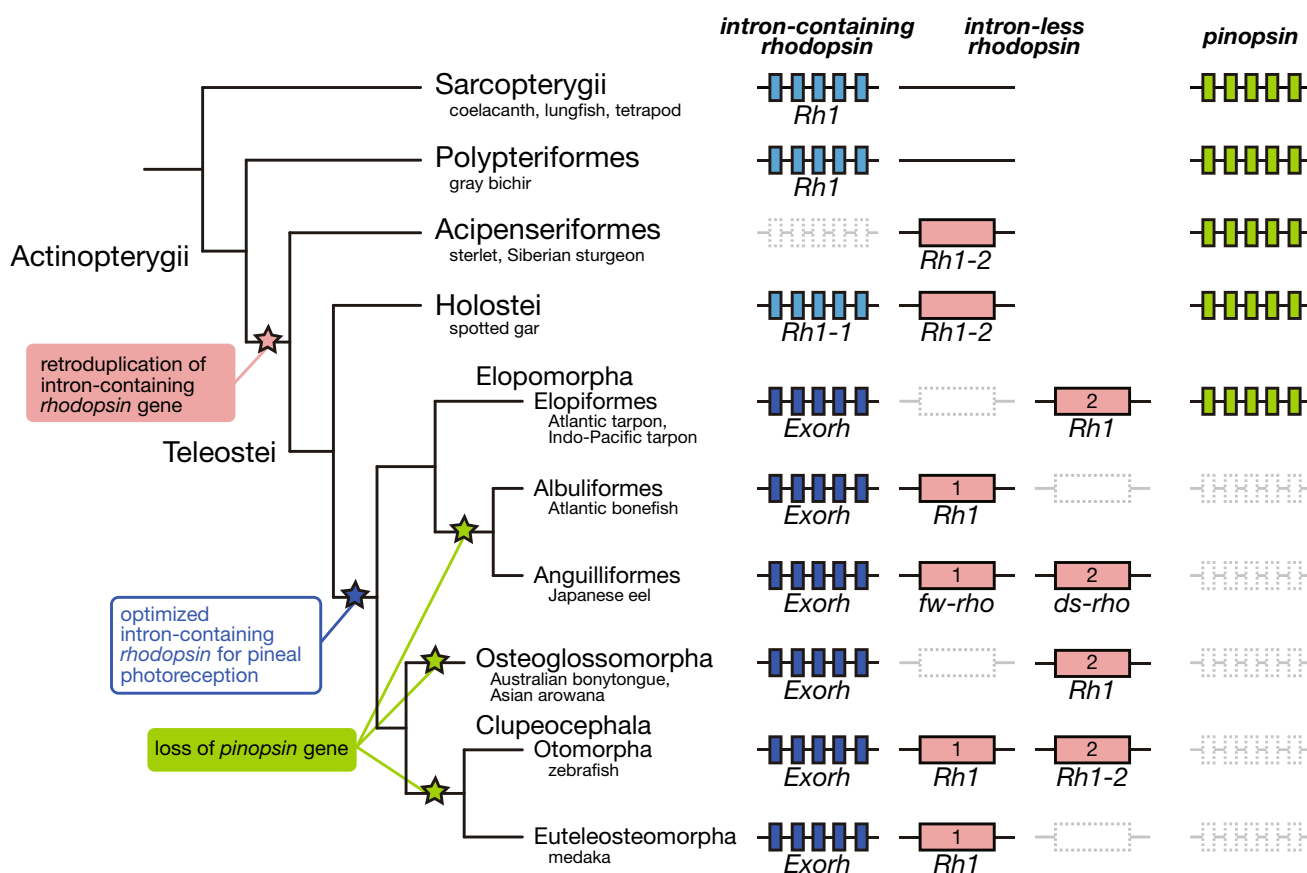 intron-containing
rhodopsin
intron-less
rhodopsin
pinopsin
Sarcopterygii
coelacanth, lungfish, tetrapod
Rh1
Polypteriformes
gray bichir
Rh1
Actinopterygii
Acipenseriformes
sterlet, Siberian sturgeon
Rh1-2
Holostei
spotted gar
Rh1-1
Rh1-2
retroduplication of
intron-containing
rhodopsin gene
Teleostei
Elopomorpha
Elopiformes
Atlantic tarpon,
Indo-Pacific tarpon
Exorh
2
Rh1
Albuliformes
Atlantic bonefish
Exorh
1
Rh1
Anguilliformes
Japanese eel
Exorh
1
fw-rho
2
ds-rho
optimized
intron-containing
rhodopsin for pineal
photoreception
Osteoglossomorpha
Australian bonytongue,
Asian arowana
Exorh
2
Rh1
loss of pinopsin gene
Clupeocephala
Otomorpha
zebrafish
Exorh
1
Rh1
2
Rh1-2
Euteleosteomorpha
medaka
Exorh
1
Rh1